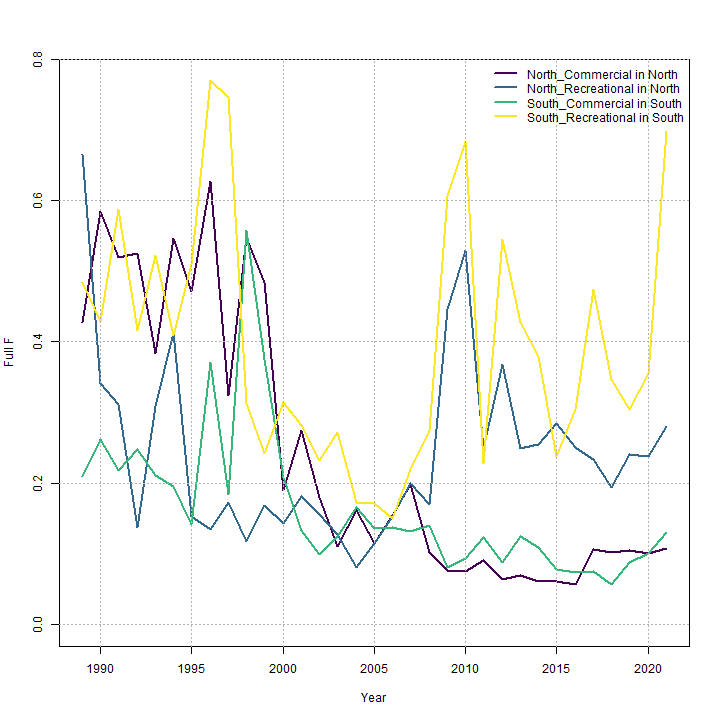 North_Commercial in North
North_Recreational in North
South_Commercial in South
South_Recreational in South
Full F
0.8
0.6
0.4
0.2
0.0
1990 1995 2000 2005 2010 2015 2020
Year